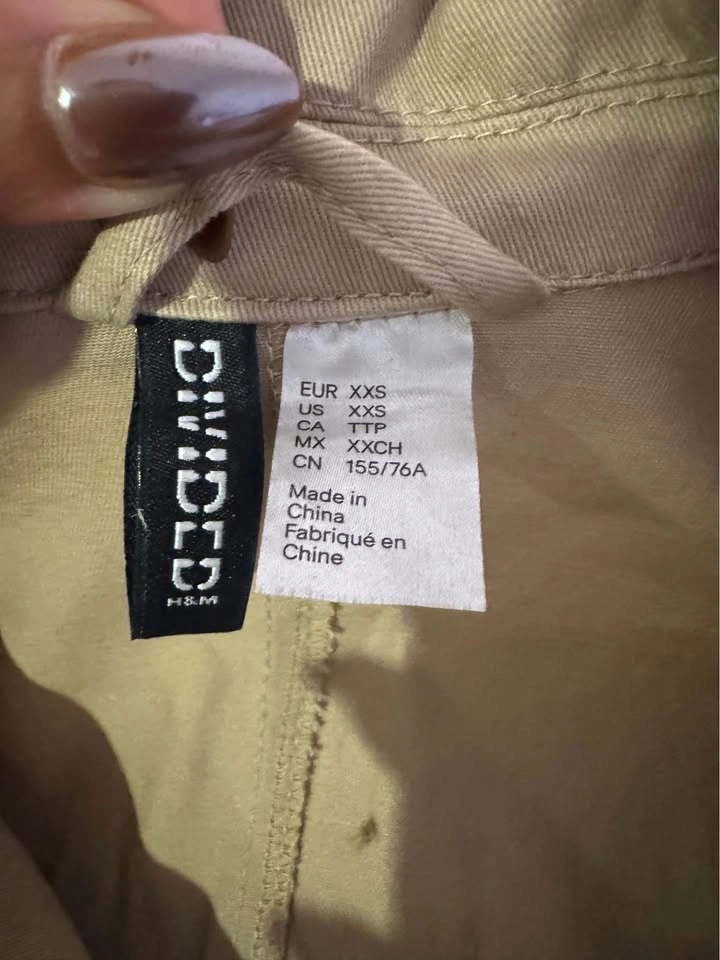 DIVIDED
H&M
EUR XXS
US XXS
CA TTP
MX XXCH
CN 155/76A
Made in
China
Fabriqué en
Chine